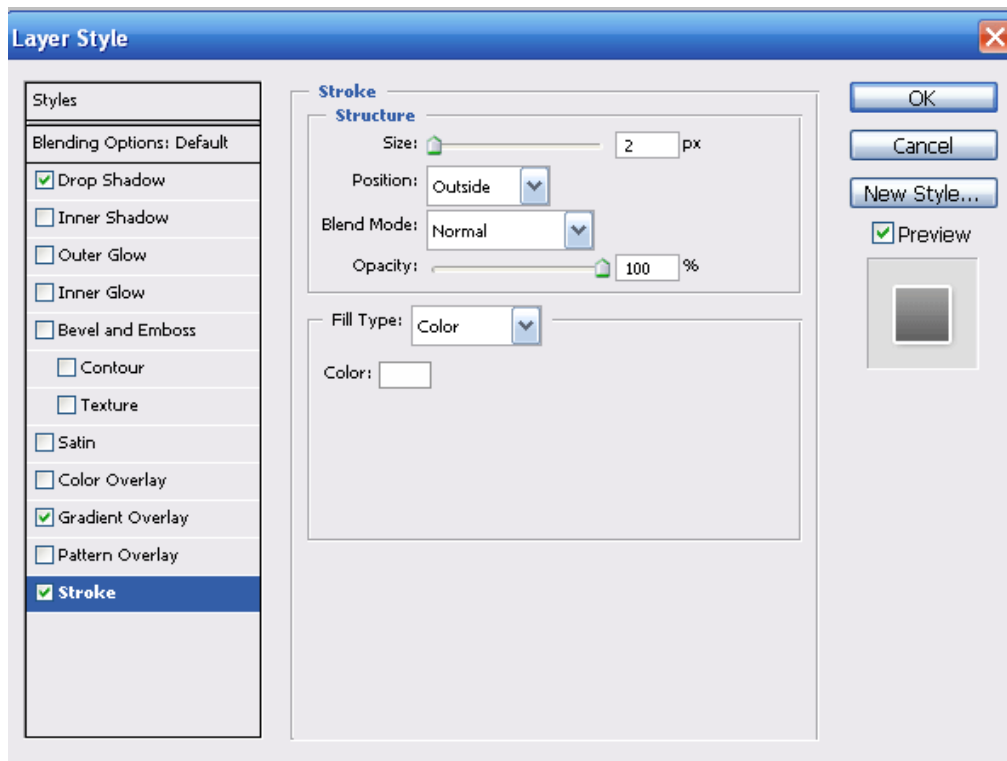 Layer Style
Styles
Blending Options: Default
Drop Shadow
Inner Shadow
Outer Glow
Inner Glow
Bevel and Emboss
Contour
Texture
Satin
Color Overlay
Gradient Overlay
Pattern Overlay
Stroke
Stroke
Structure
Size: 2 px
Position: Outside
Blend Mode: Normal
Opacity: 100 %
Fill Type: Color
Color:
OK
Cancel
New Style...
Preview